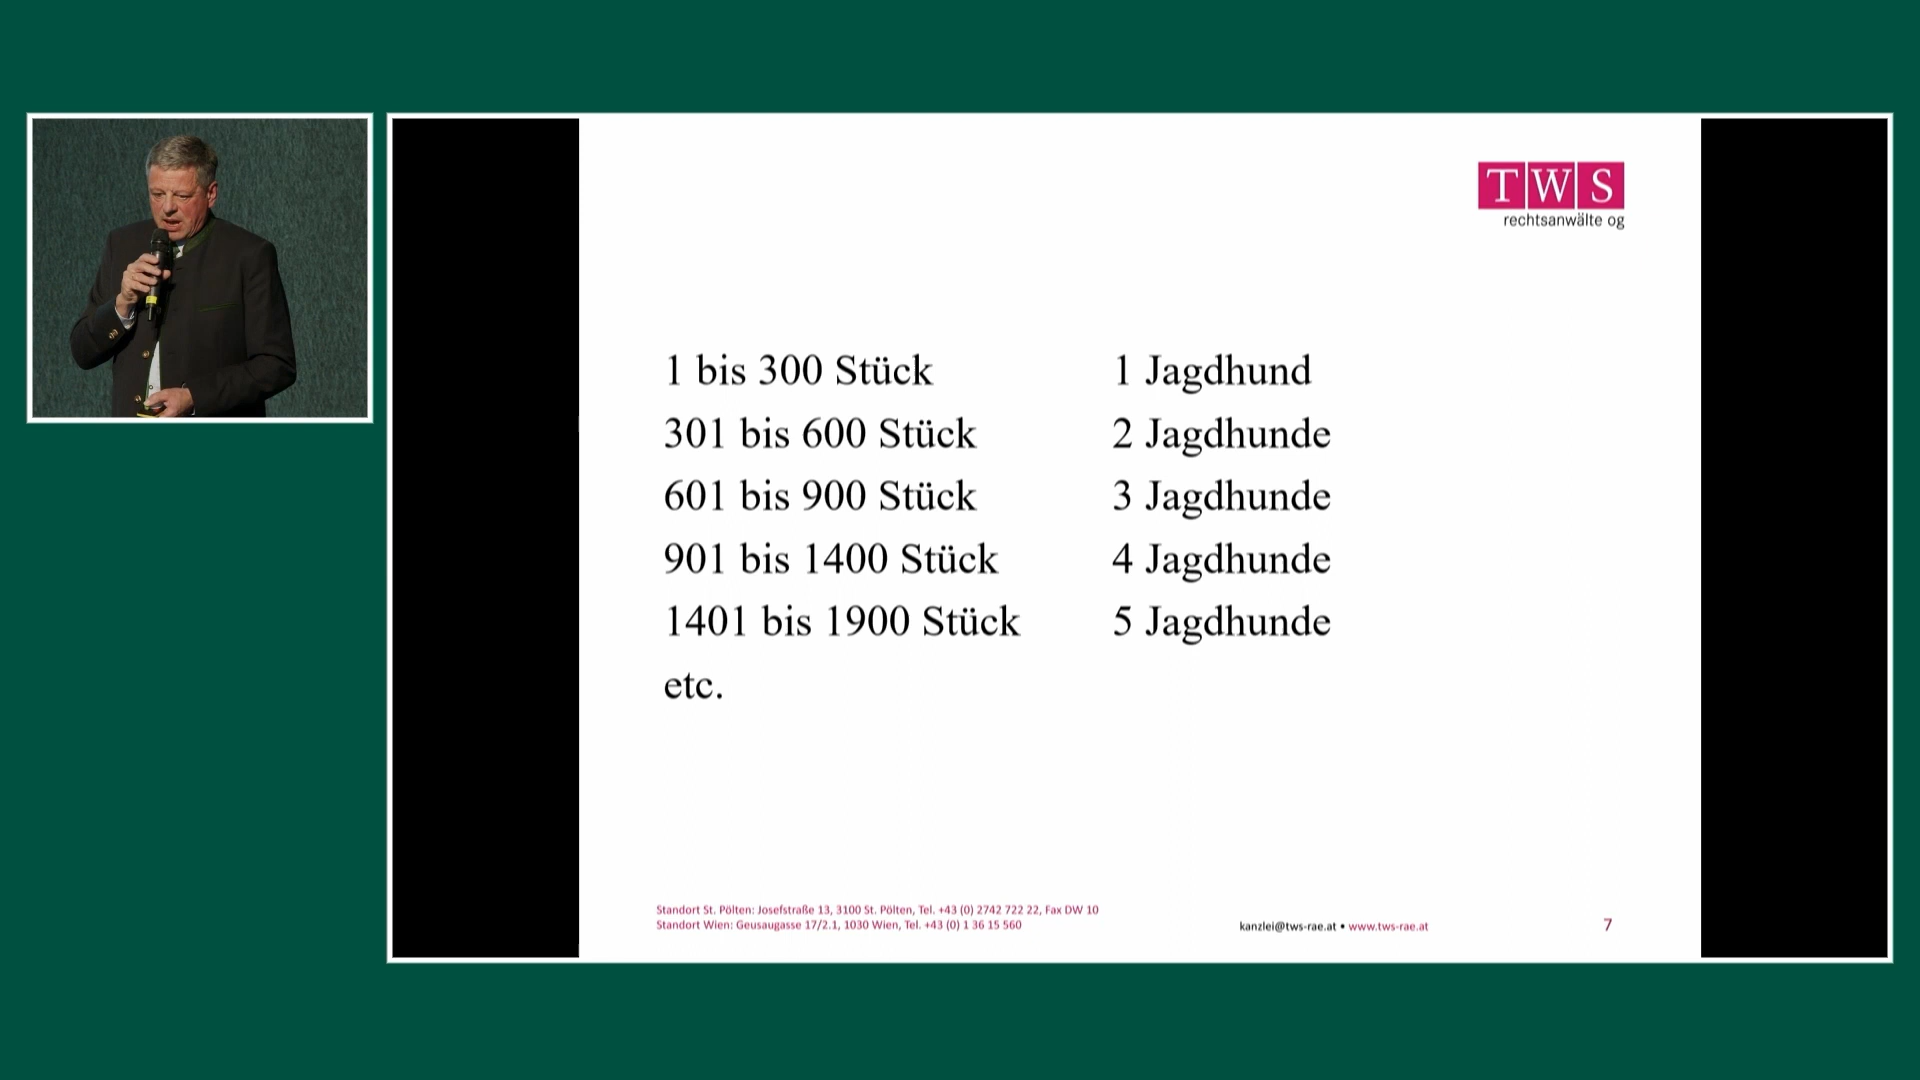 TWS
rechtsanwälte og
1 bis 300 Stück 1 Jagdhund
301 bis 600 Stück 2 Jagdhunde
601 bis 900 Stück 3 Jagdhunde
901 bis 1400 Stück 4 Jagdhunde
1401 bis 1900 Stück 5 Jagdhunde
etc.
Standort St. Pölten: Josefstraße 13, 3100 St. Pölten, Tel. +43 (0) 2742 722 22, Fax DW 10
Standort Wien: Geusaugasse 17/2.1, 1030 Wien, Tel. +43 (0) 1 36 15 560
kanzlei@tws-rae.at • www.tws-rae.at
7